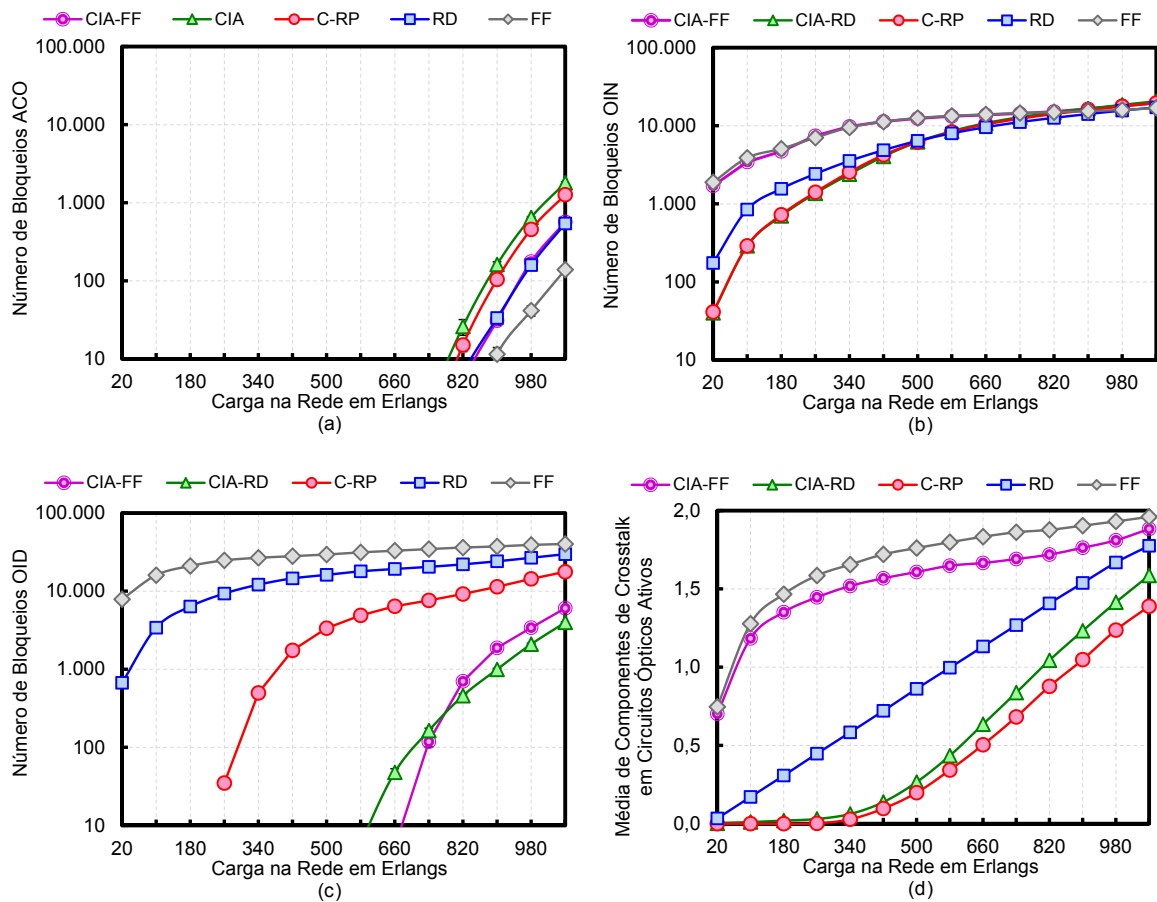 CIA-FF CIA C-RP RD FF
100.000
10.000
1.000
100
10
Número de Bloqueios ACO
20 180 340 500 660 820 980
Carga na Rede em Erlangs
(a)
CIA-FF CIA-RD C-RP RD FF
100.000
10.000
1.000
100
10
Número de Bloqueios OIN
20 180 340 500 660 820 980
Carga na Rede em Erlangs
(b)
CIA-FF CIA-RD C-RP RD FF
100.000
10.000
1.000
100
10
Número de Bloqueios OID
20 180 340 500 660 820 980
Carga na Rede em Erlangs
(c)
CIA-FF CIA-RD C-RP RD FF
2,0
1,5
1,0
0,5
0,0
Média de Componentes de Crosstalk
em Circuitos Ópticos Ativos
20 180 340 500 660 820 980
Carga na Rede em Erlangs
(d)